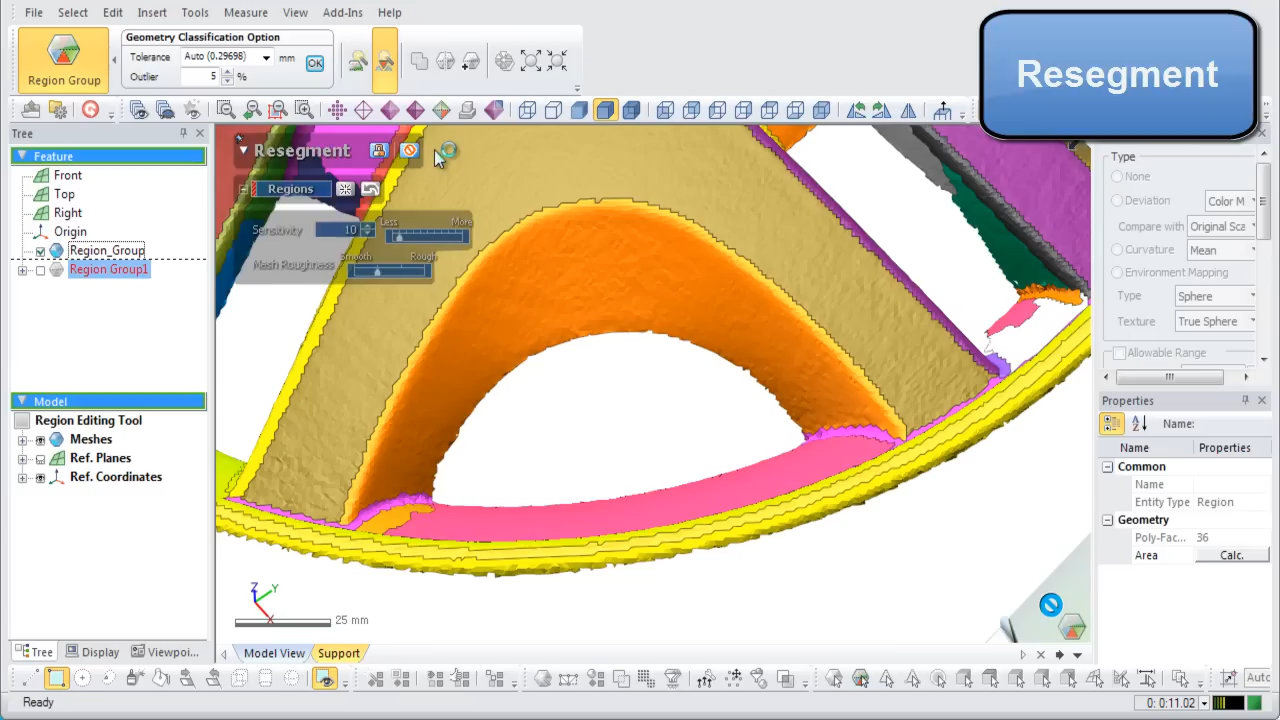 File Select Edit Insert Tools Measure View Add-Ins Help
Region Group
Geometry Classification Option
Tolerance Auto (0.29698) mm
Outlier 5 %
OK
Resegment
Tree
Feature
Front
Top
Right
Origin
Region_Group
Region Group1
Model
Region Editing Tool
Meshes
Ref. Planes
Ref. Coordinates
Tree Display Viewpoi...
Resegment
Regions
Sensitivity 10 Less More
Mesh Roughness Smooth Rough
Z
Y
X
25 mm
Model View Support
Type
None
Deviation Color M
Compare with Original Sca
Curvature Mean
Environment Mapping
Type Sphere
Texture True Sphere
Allowable Range
Properties
Name:
Name Properties
Common
Name
Entity Type Region
Geometry
Poly-Fac... 36
Area Calc.
Auto
Ready
0: 0:11.02